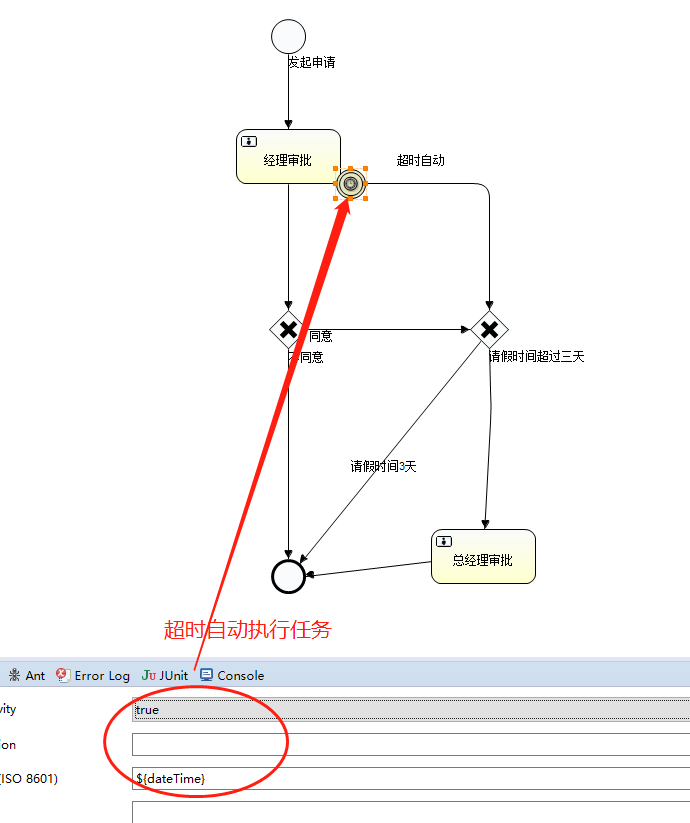 发起申请
经理审批
超时自动
同意
不同意
请假时间超过三天
请假时间3天
总经理审批
超时自动执行任务
Ant
Error Log
JUnit
Console
vity
true
ion
(ISO 8601)
${dateTime}